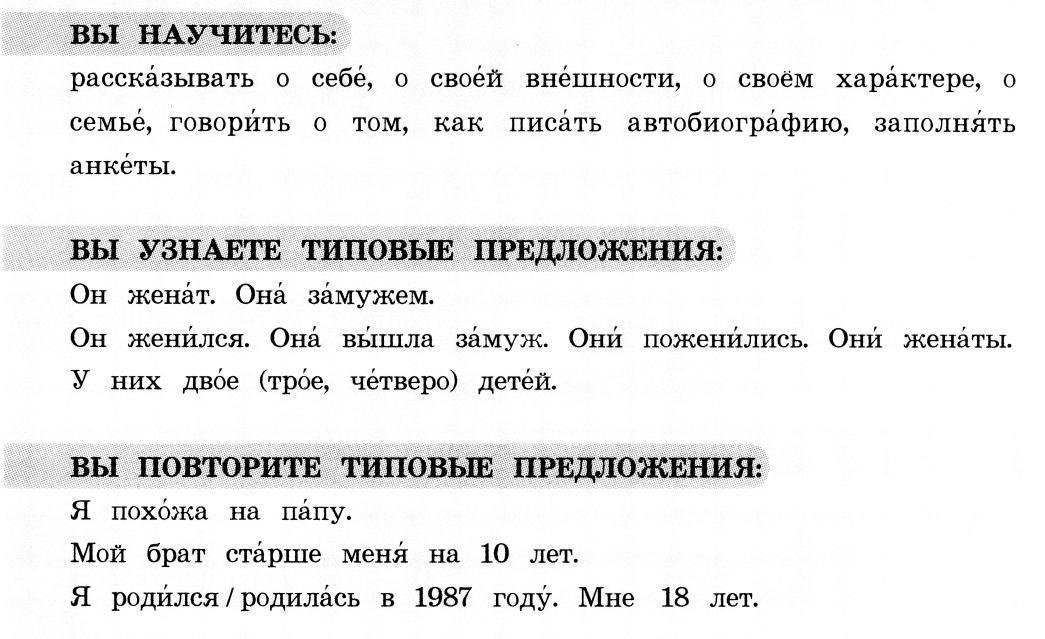 ВЫ НАУЧИТЕСЬ:
расска́зывать о себе́, о свое́й вне́шности, о своём хара́ктере, о
семье́, говори́ть о том, как писа́ть автобиогра́фию, заполня́ть
анке́ты.
ВЫ УЗНАЕТЕ ТИПОВЫЕ ПРЕДЛОЖЕНИЯ:
Он жена́т. Она́ за́мужем.
Он жени́лся. Она́ вы́шла за́муж. Они́ пожени́лись. Они́ жена́ты.
У них дво́е (тро́е, че́тверо) дете́й.
ВЫ ПОВТОРИТЕ ТИПОВЫЕ ПРЕДЛОЖЕНИЯ:
Я похо́жа на па́пу.
Мой брат ста́рше меня́ на 10 лет.
Я роди́лся / родила́сь в 1987 году́. Мне 18 лет.